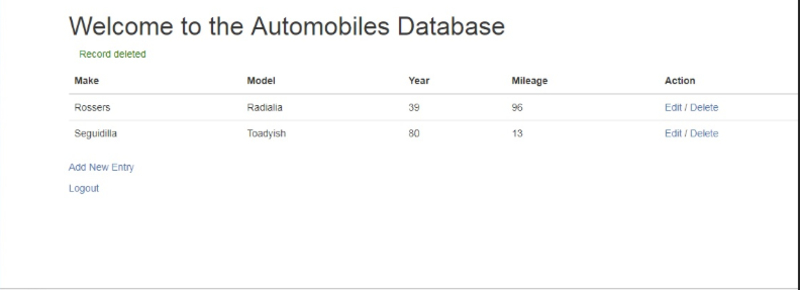 Welcome to the Automobiles Database
Record deleted
Make Model Year Mileage Action
Rossers Radialia 39 96 Edit / Delete
Seguidilla Toadyish 80 13 Edit / Delete
Add New Entry
Logout